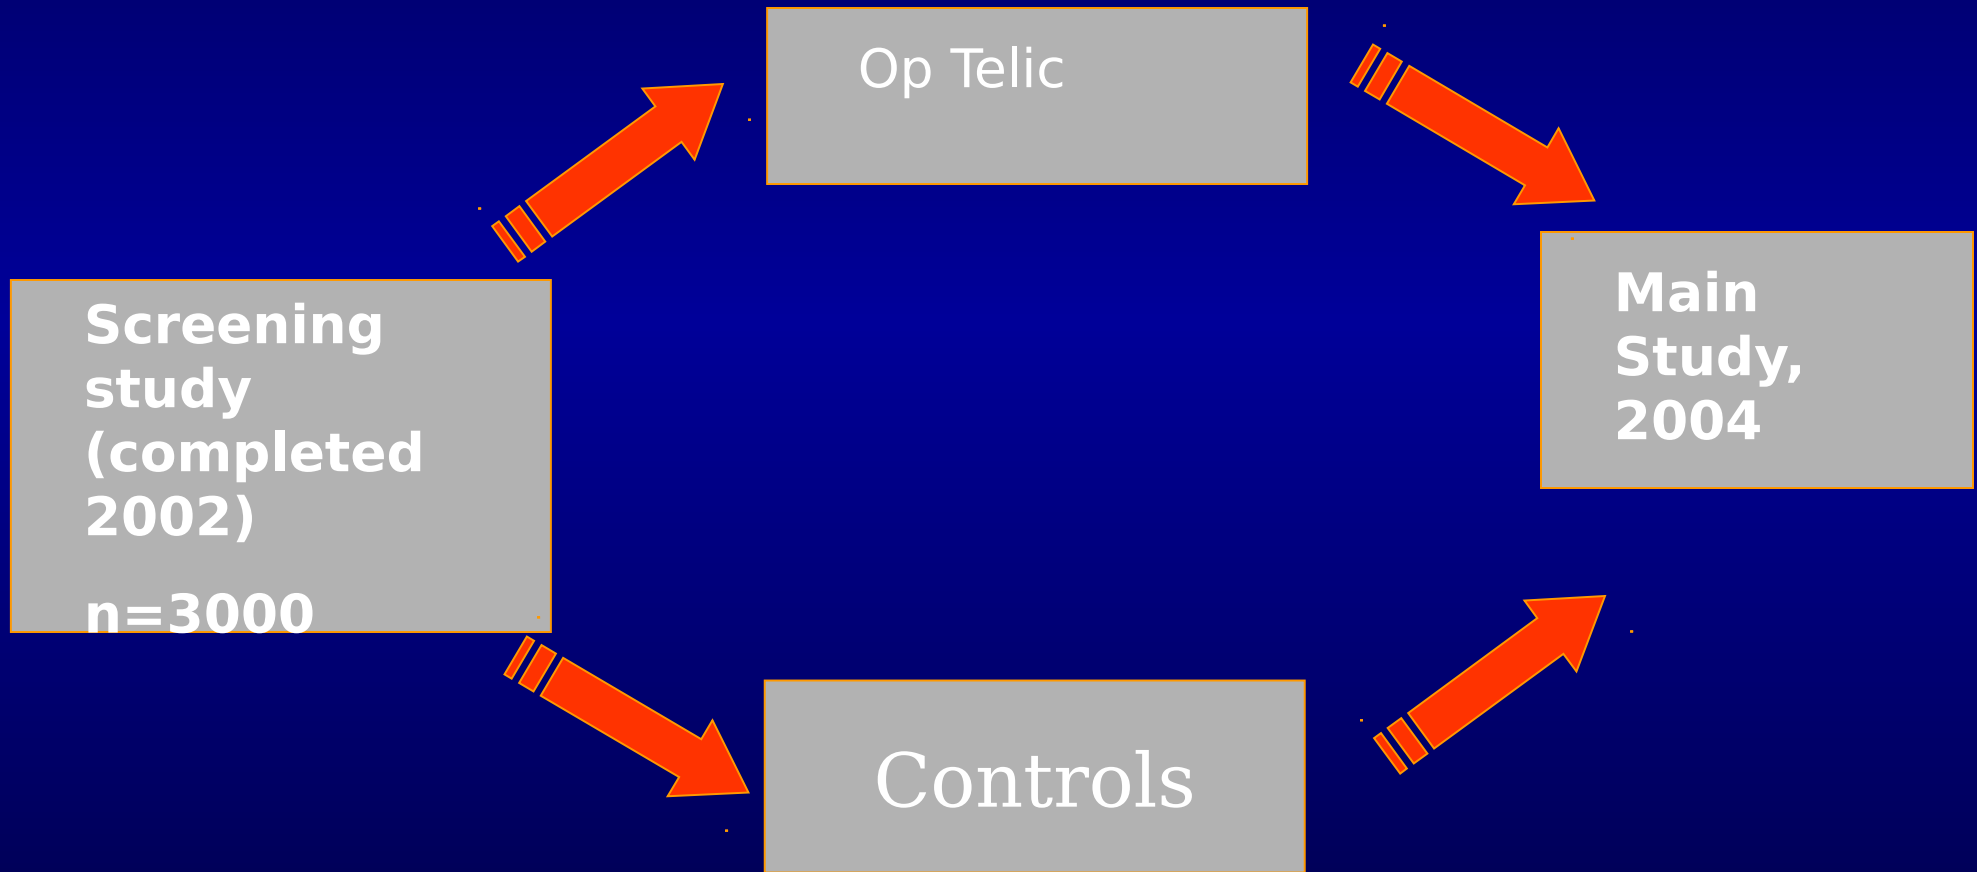 Op Telic
Screening
study
(completed
2002)
n=3000
Main
Study,
2004
Controls